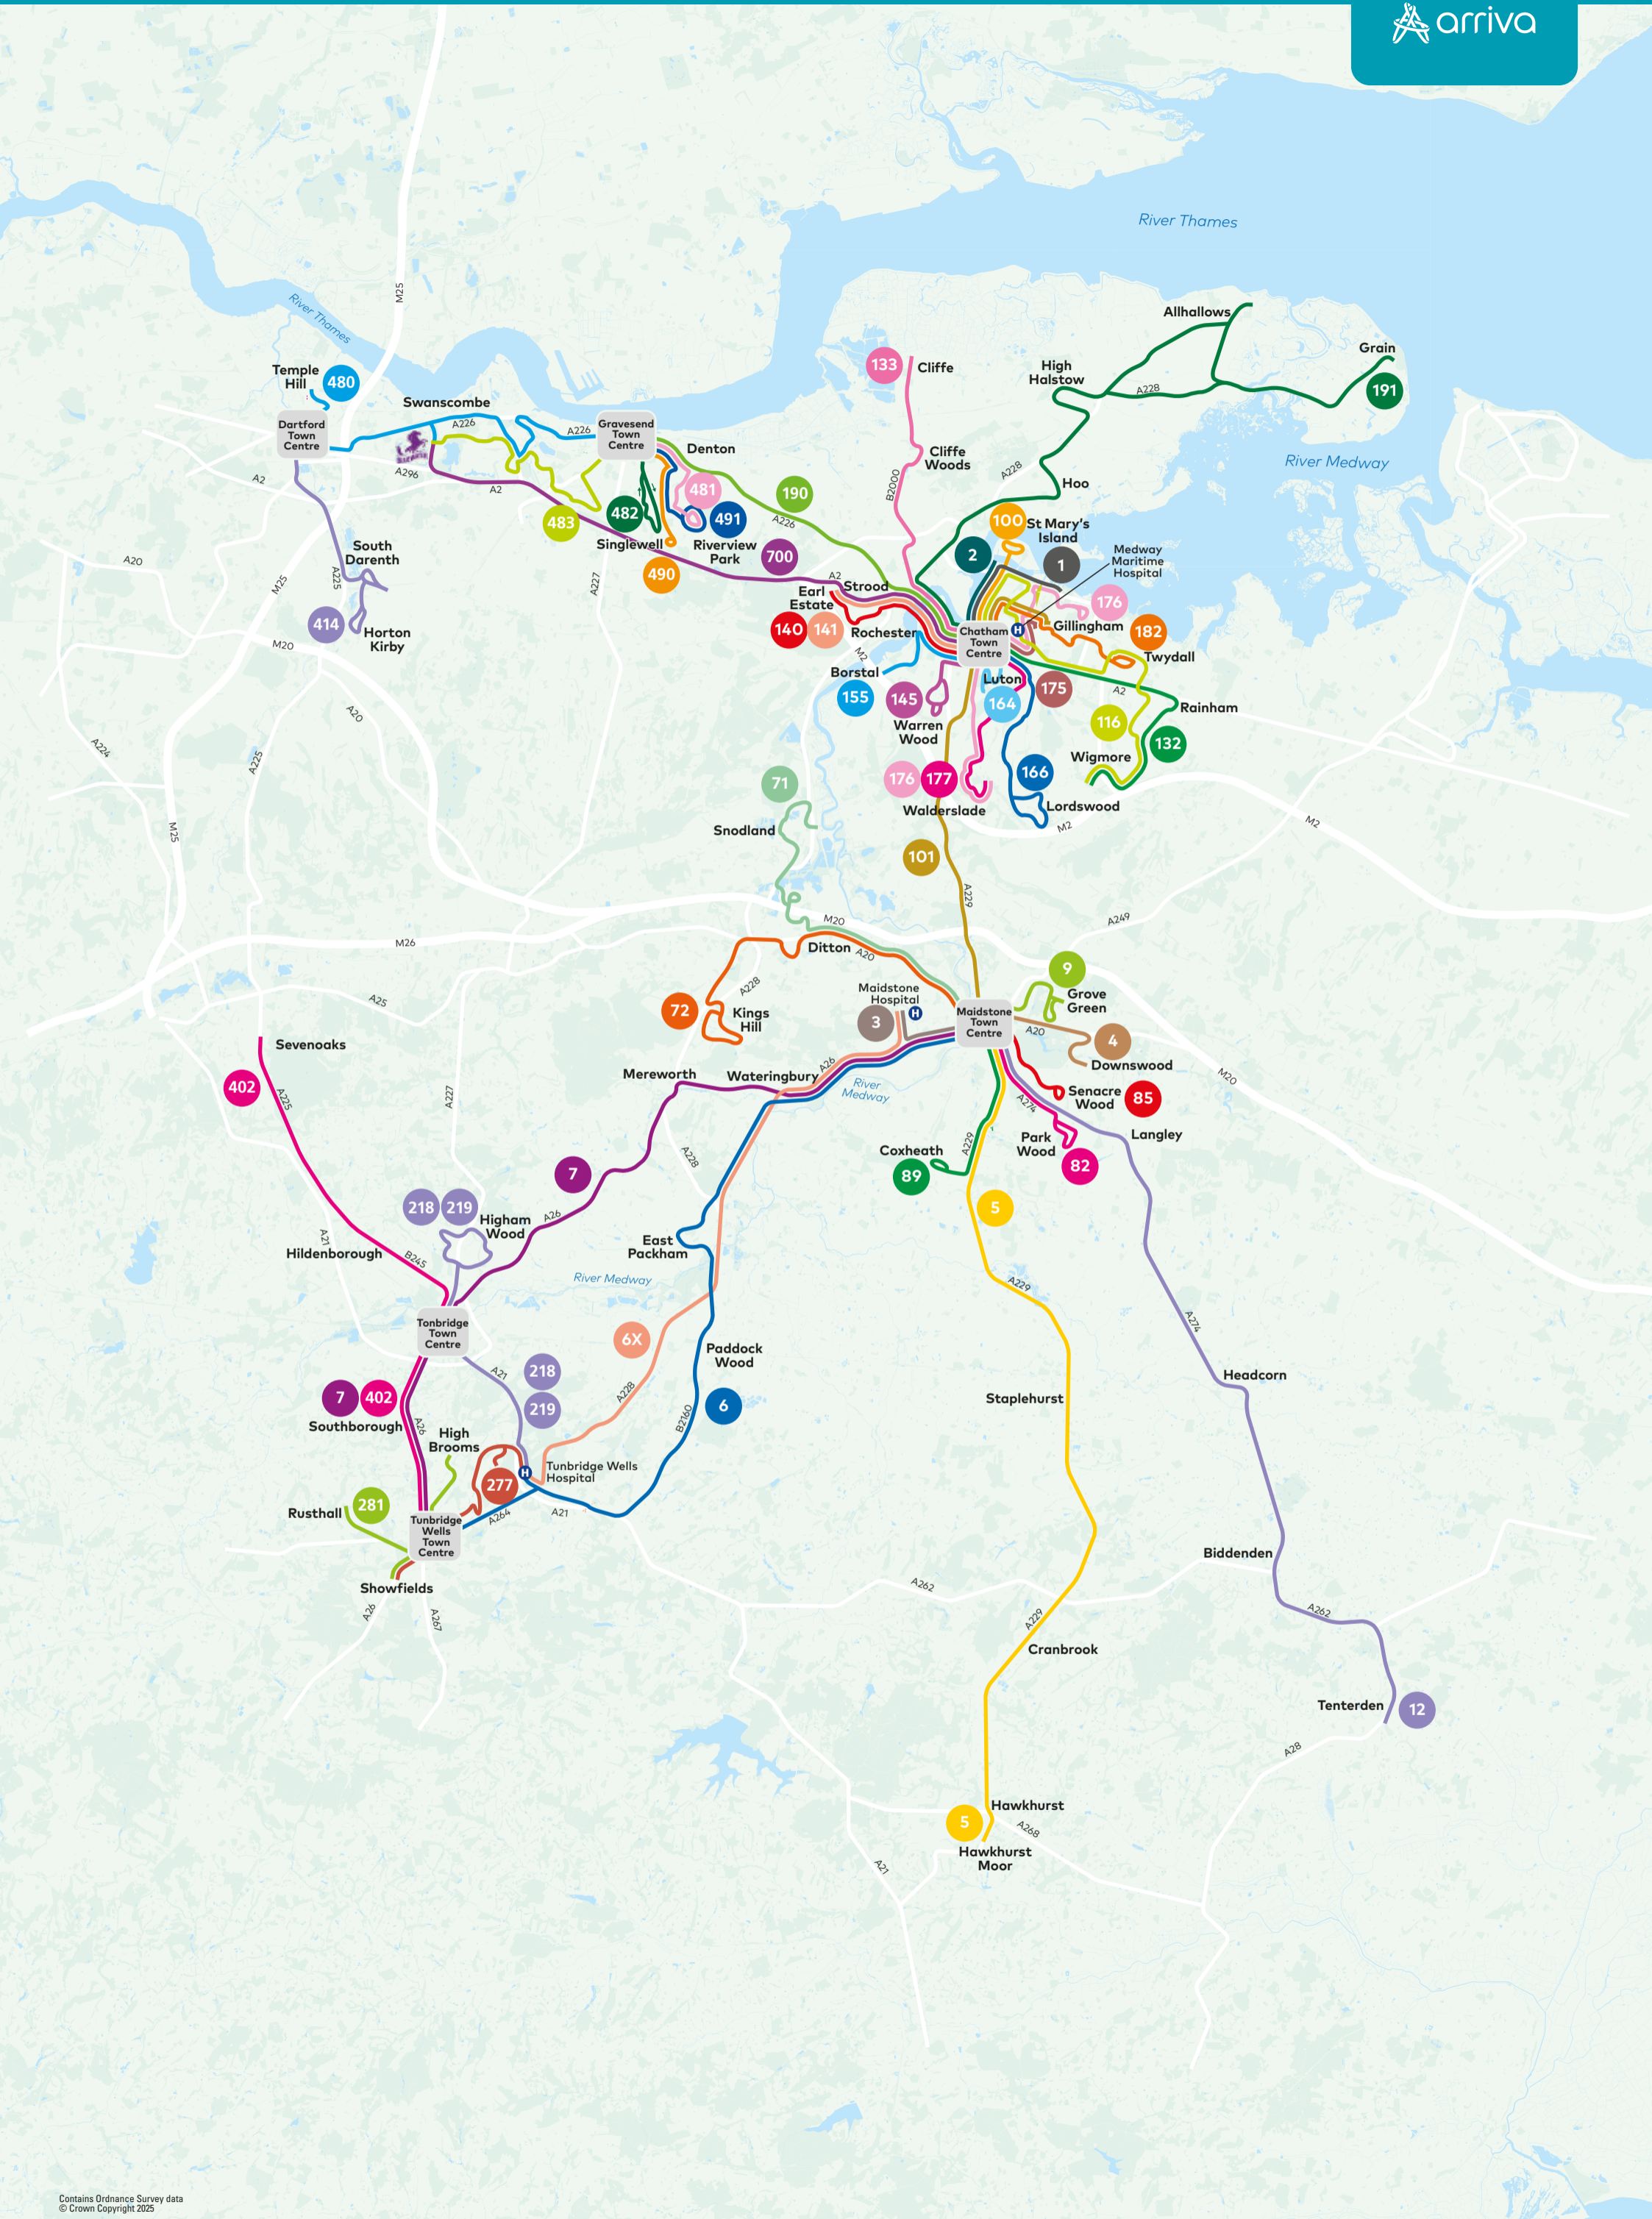 arriva
River Thames
River Thames
M25
Allhallows
Grain
191
High
Halstow
A228
133
Cliffe
Temple
Hill
480
Swanscombe
A226
A226
Dartford
Town
Centre
Gravesend
Town
Centre
Denton
A296
A2
A2
481
190
A226
482
491
483
Singlewell
Riverview
Park
700
490
Cliffe
Woods
B2000
A228
Hoo
River Medway
100
St Mary's
Island
2
1
Medway
Maritime
Hospital
A20
South
Darenth
A225
M25
414
Horton
Kirby
M20
A227
A2
Strood
Earl
Estate
140
141
Rochester
M2
Chatham
Town
Centre
H
176
Gillingham
182
Twydall
Borstal
155
145
Warren
Wood
Luton
164
175
A2
Rainham
116
132
Wigmore
A20
A224
A225
M25
71
Snodland
176
177
Walderslade
166
Lordswood
M2
M2
101
A229
A249
M20
M26
Ditton
A20
A25
A228
72
Kings
Hill
Maidstone
Hospital
H
3
Maidstone
Town
Centre
9
Grove
Green
A20
4
Downswood
M20
Sevenoaks
402
A225
A227
Mereworth
Wateringbury
A26
River
Medway
Senacre
Wood
85
A274
Park
Wood
82
Langley
A229
Coxheath
89
5
A228
7
218
219
Higham
Wood
A26
A21
Hildenborough
B245
East
Packham
River Medway
A229
A274
Tonbridge
Town
Centre
6X
Paddock
Wood
A21
218
219
A228
6
B2160
7
402
Southborough
A26
High
Brooms
277
H
Tunbridge Wells
Hospital
A264
A21
Rusthall
281
Tunbridge
Wells
Town
Centre
Showfields
A26
A267
Headcorn
Staplehurst
Biddenden
A262
A262
A229
Cranbrook
Tenterden
12
A28
5
Hawkhurst
A268
Hawkhurst
Moor
A21
Contains Ordnance Survey data
© Crown Copyright 2025